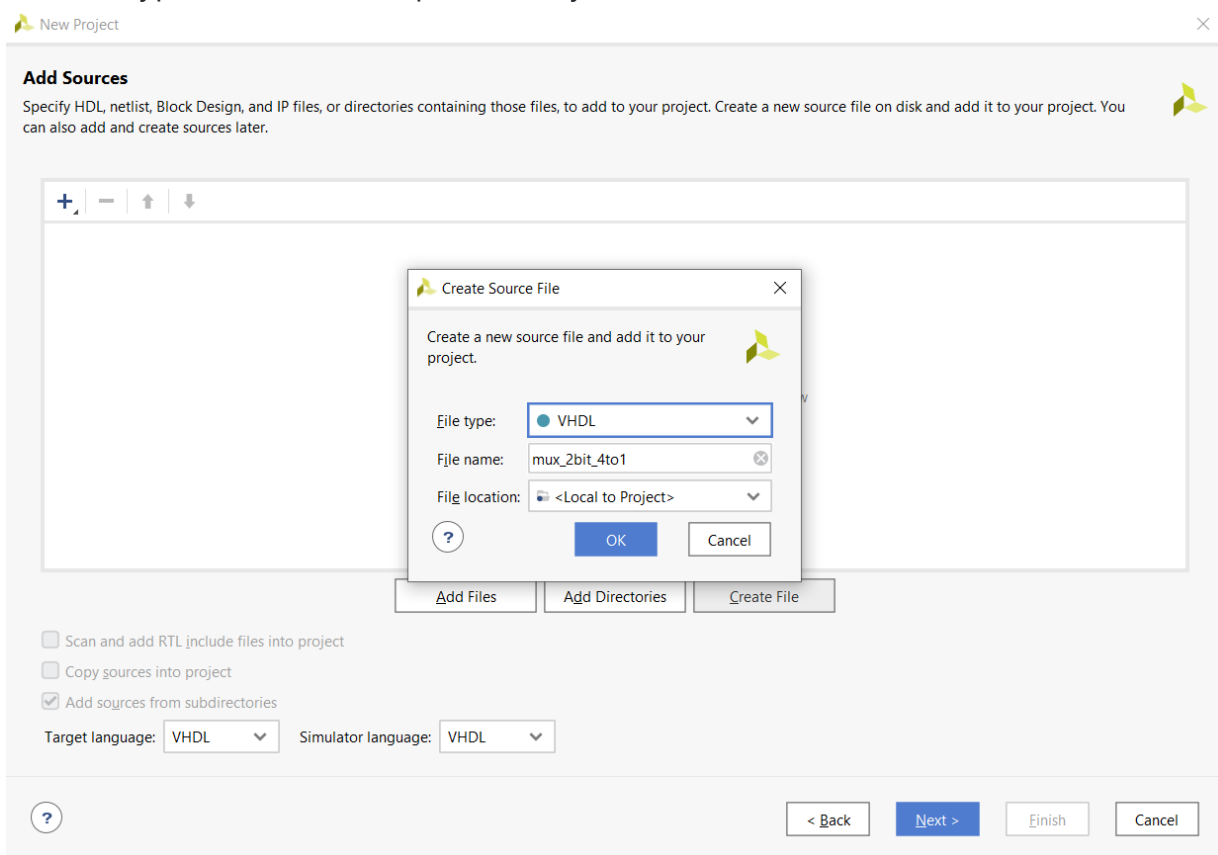 New Project
Add Sources
Specify HDL, netlist, Block Design, and IP files, or directories containing those files, to add to your project. Create a new source file on disk and add it to your project. You
can also add and create sources later.
Create Source File
Create a new source file and add it to your
project.
File type: VHDL
File name: mux_2bit_4to1
File location: <Local to Project>
? OK Cancel
Add Files Add Directories Create File
Scan and add RTL include files into project
Copy sources into project
Add sources from subdirectories
Target language: VHDL Simulator language: VHDL
? < Back Next > Finish Cancel